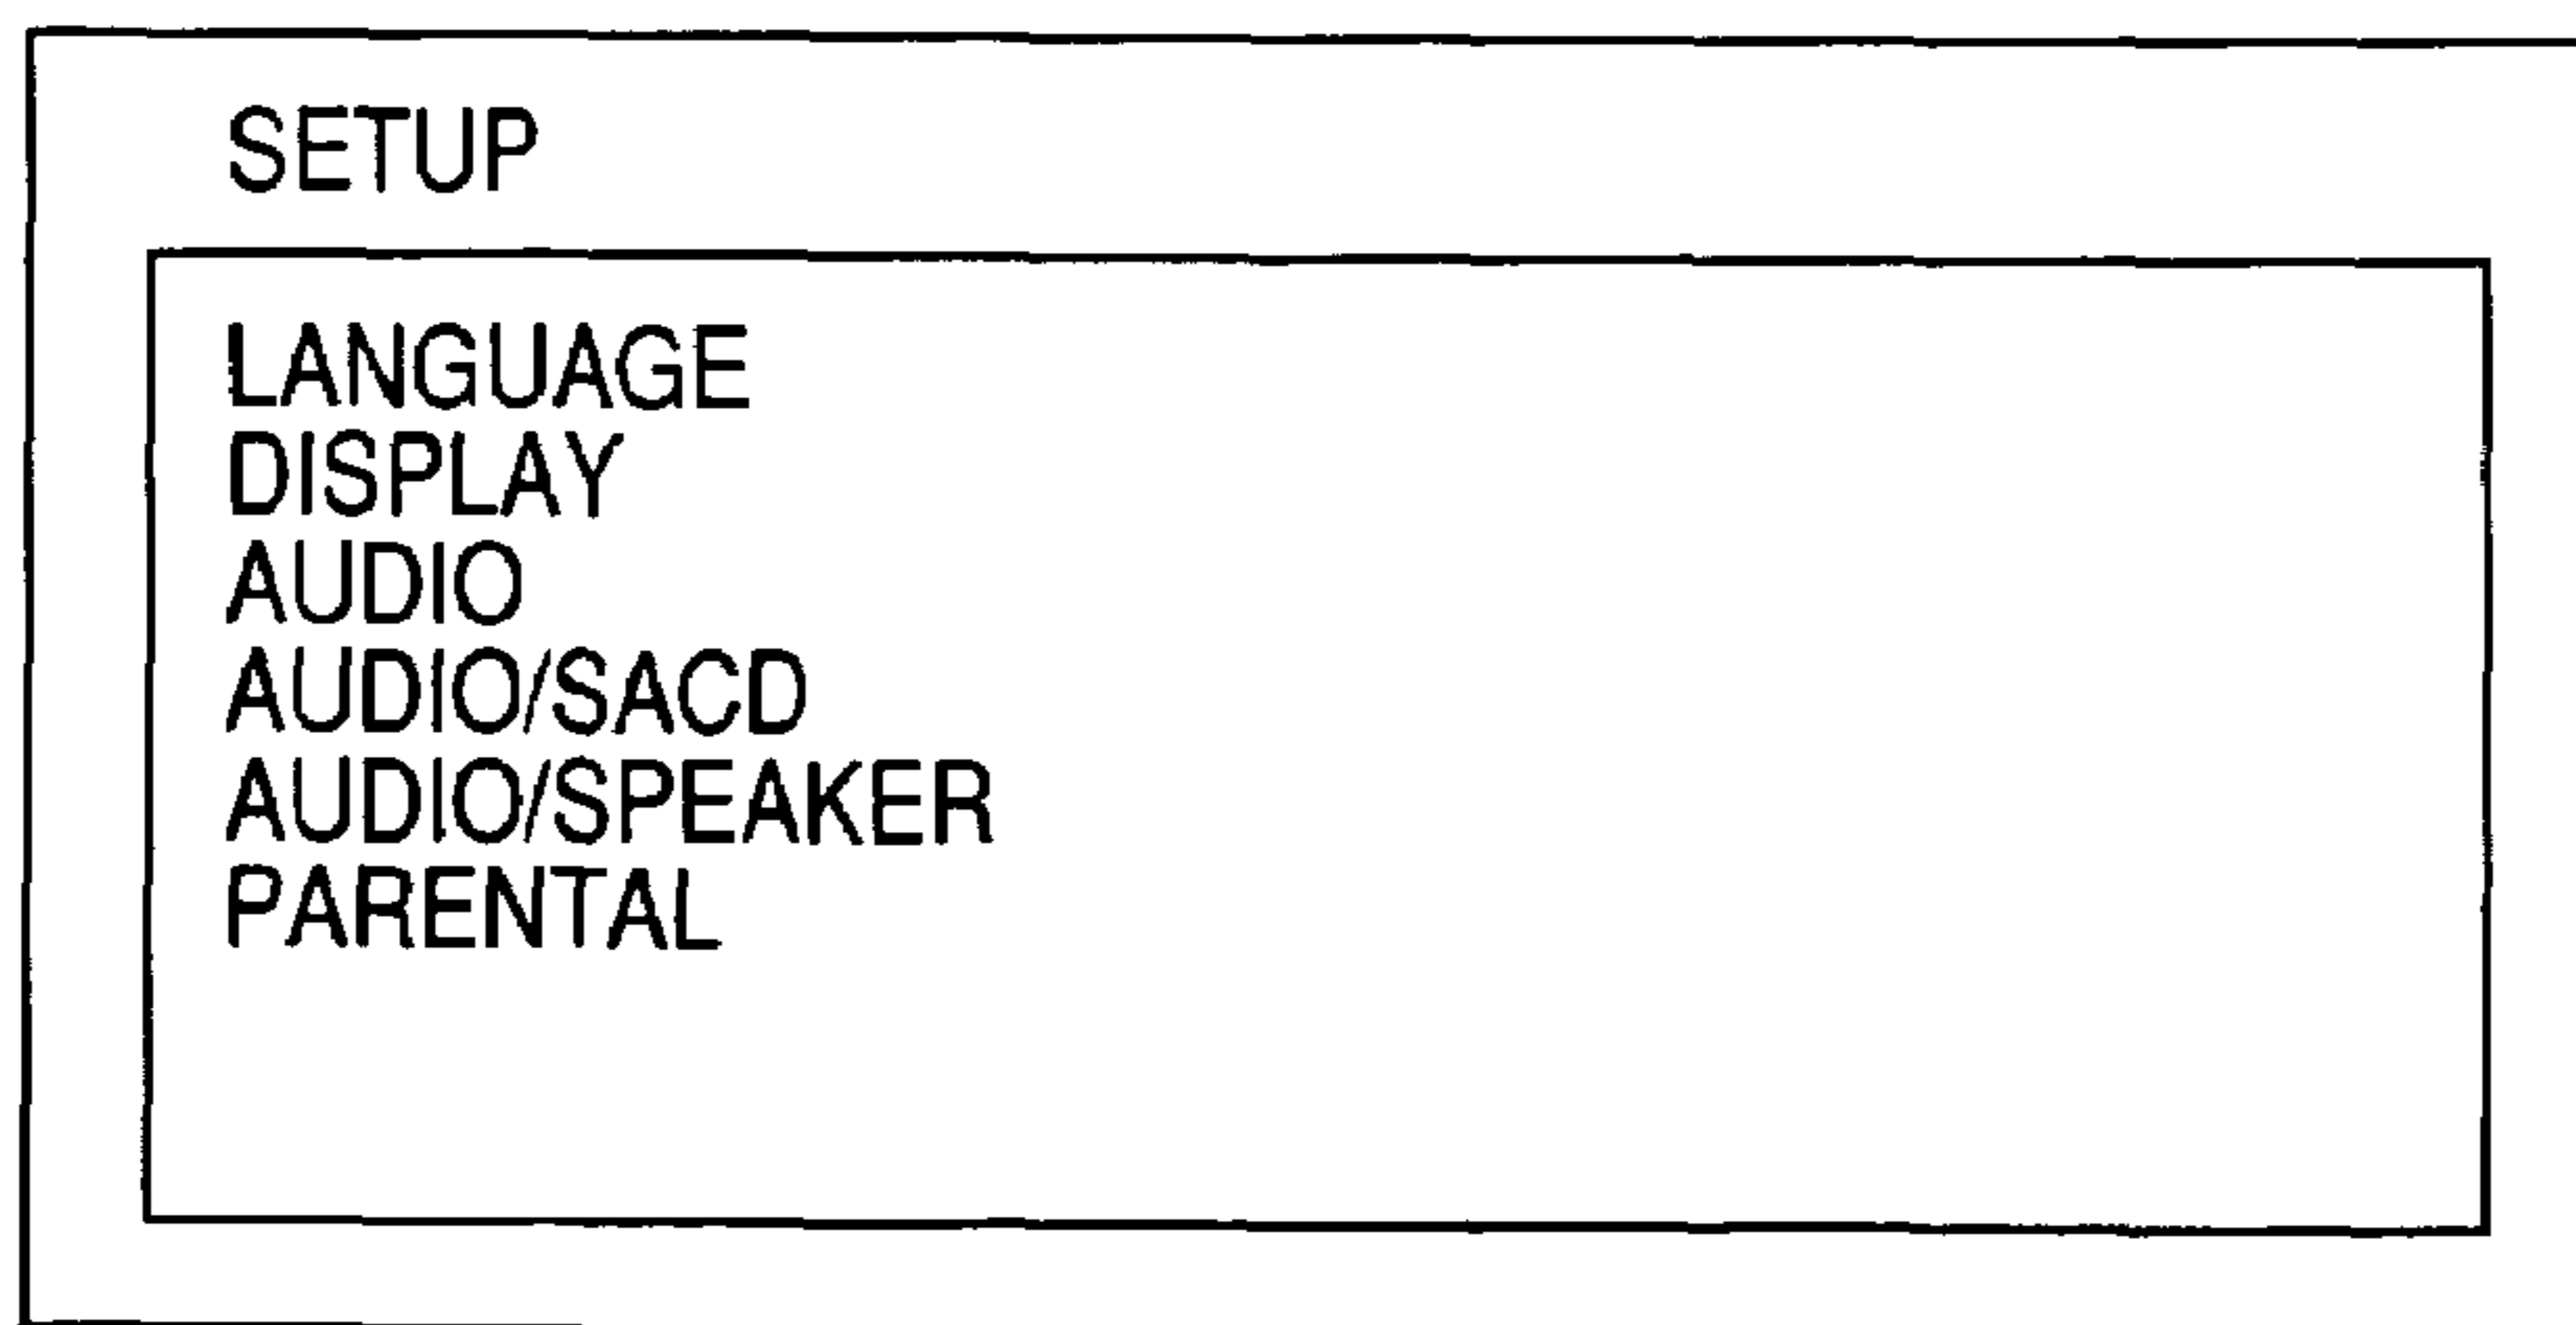 SETUP
LANGUAGE
DISPLAY
AUDIO
AUDIO/SACD
AUDIO/SPEAKER
PARENTAL